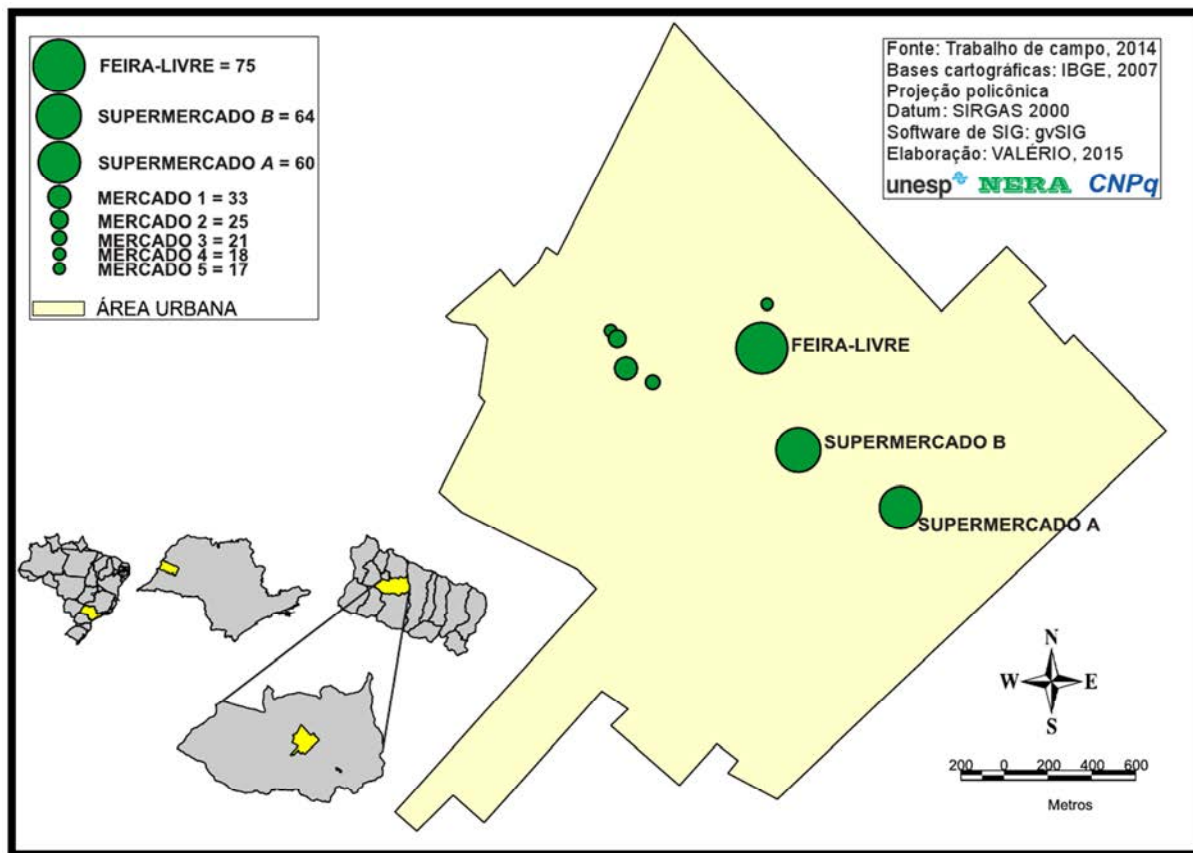 FEIRA-LIVRE = 75
SUPERMERCADO B = 64
SUPERMERCADO A = 60
MERCADO 1 = 33
MERCADO 2 = 25
MERCADO 3 = 21
MERCADO 4 = 18
MERCADO 5 = 17
ÁREA URBANA
Fonte: Trabalho de campo, 2014
Bases cartográficas: IBGE, 2007
Projeção policônica
Datum: SIRGAS 2000
Software de SIG: gvSIG
Elaboração: VALÉRIO, 2015
unesp NERA CNPq
FEIRA-LIVRE
SUPERMERCADO B
SUPERMERCADO A
N
W E
S
200 0 200 400 600
Metros